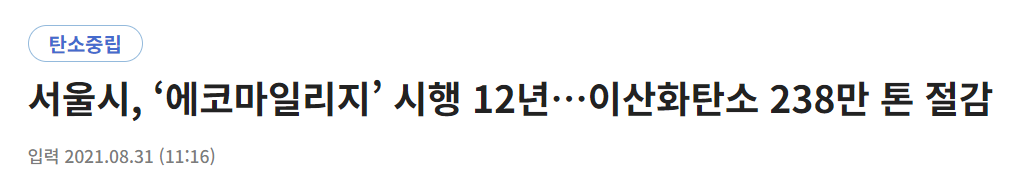 탄소중립
서울시, ‘에코마일리지’ 시행 12년…이산화탄소 238만 톤 절감
입력 2021.08.31 (11:16)